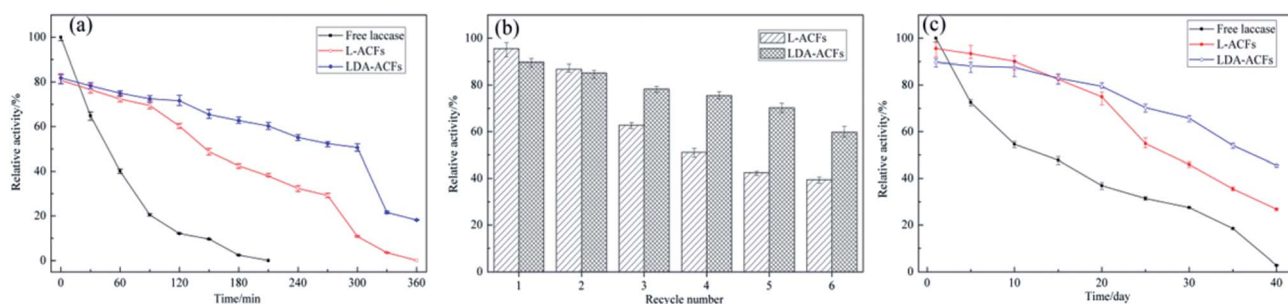 (a)
Free laccase
L-ACFs
LDA-ACFs
100
80
60
40
20
0
Relative activity/%
0 60 120 180 240 300 360
Time/min
(b)
L-ACFs
LDA-ACFs
100
80
60
40
20
0
Relative activity/%
1 2 3 4 5 6
Recycle number
(c)
Free laccase
L-ACFs
LDA-ACFs
100
80
60
40
20
0
Relative activity/%
0 10 20 30 40
Time/day